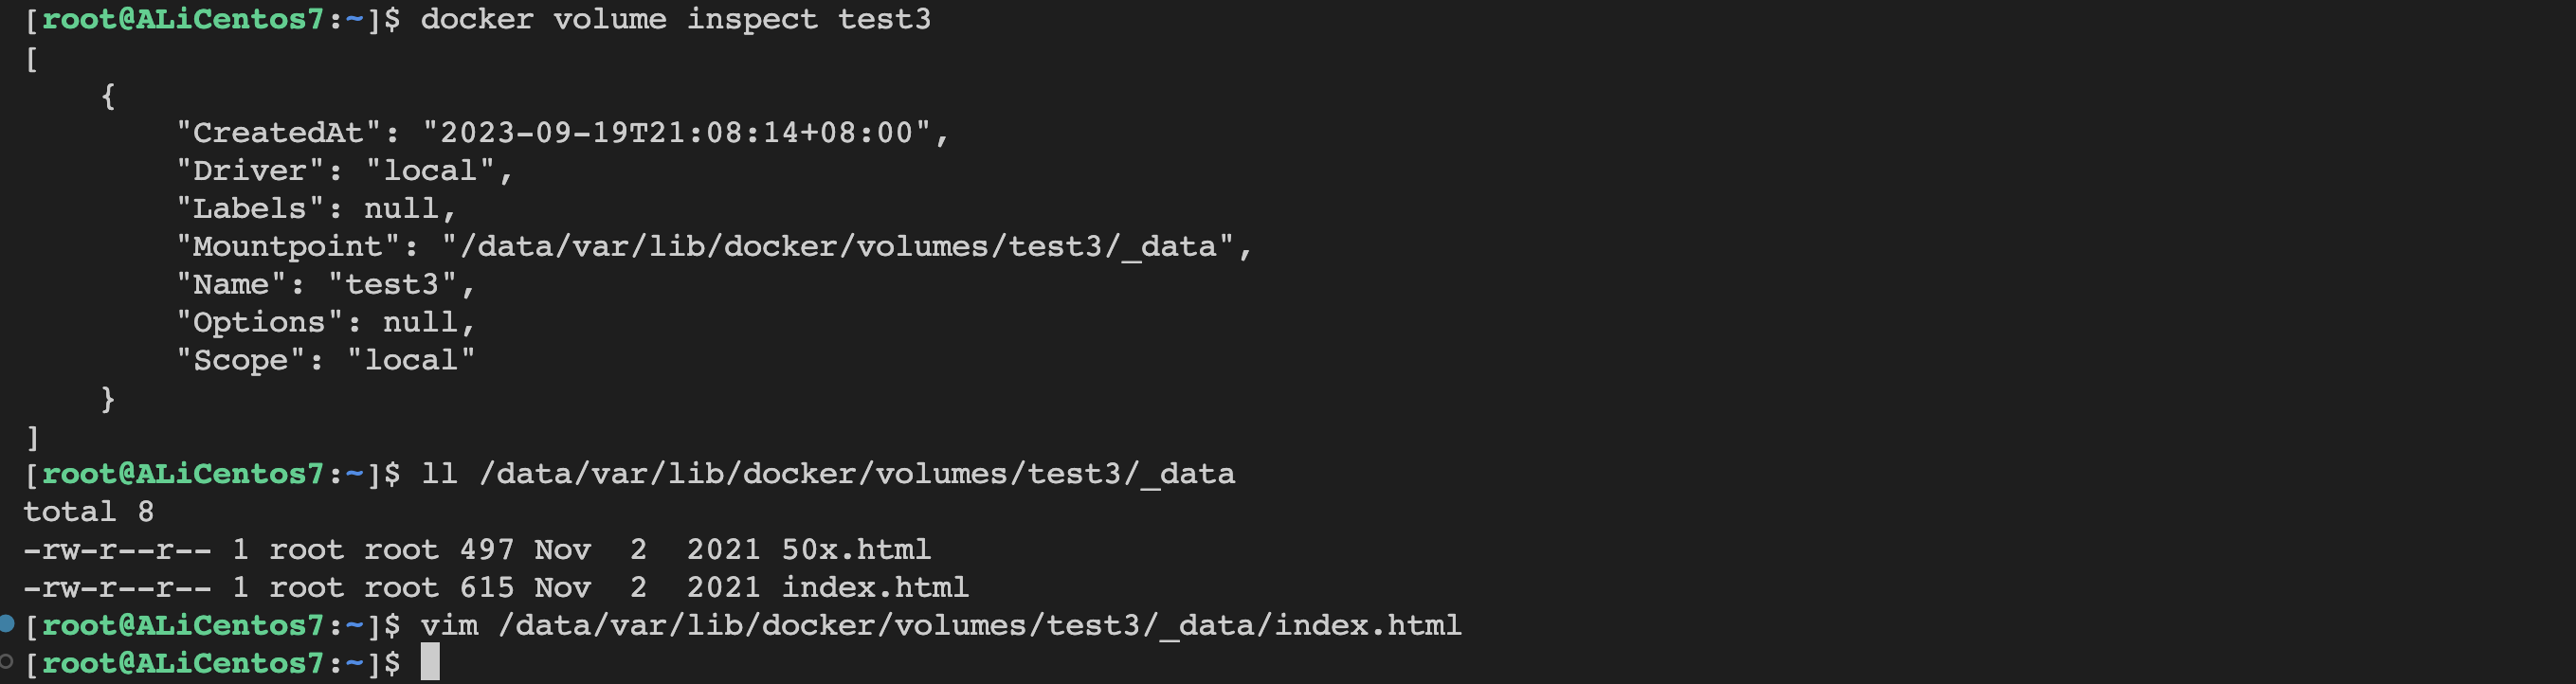 [root@ALiCentos7:~]$ docker volume inspect test3
[
    {
        "CreatedAt": "2023-09-19T21:08:14+08:00",
        "Driver": "local",
        "Labels": null,
        "Mountpoint": "/data/var/lib/docker/volumes/test3/_data",
        "Name": "test3",
        "Options": null,
        "Scope": "local"
    }
]
[root@ALiCentos7:~]$ ll /data/var/lib/docker/volumes/test3/_data
total 8
-rw-r--r-- 1 root root 497 Nov  2  2021 50x.html
-rw-r--r-- 1 root root 615 Nov  2  2021 index.html
[root@ALiCentos7:~]$ vim /data/var/lib/docker/volumes/test3/_data/index.html
[root@ALiCentos7:~]$